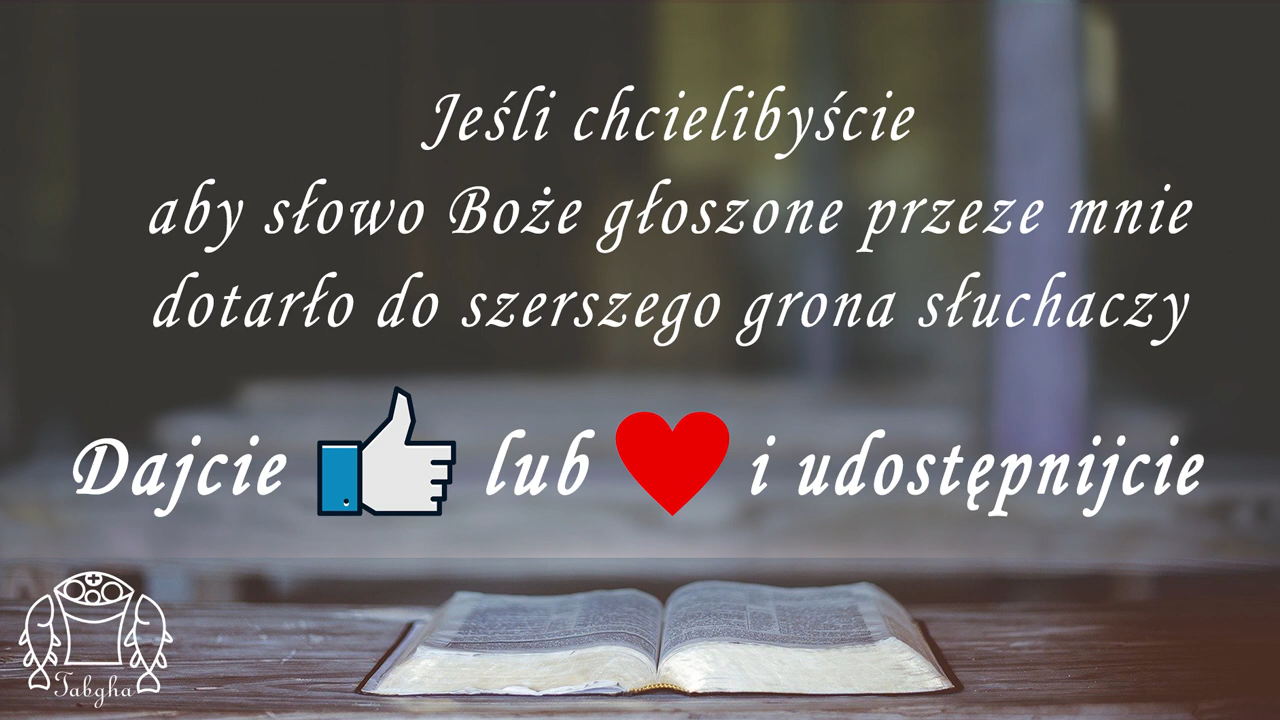 Jeśli chcielibyście
aby słowo Boże głoszone przeze mnie
dotarło do szerszego grona słuchaczy
Dajcie lub i udostępnijcie
Tabgha